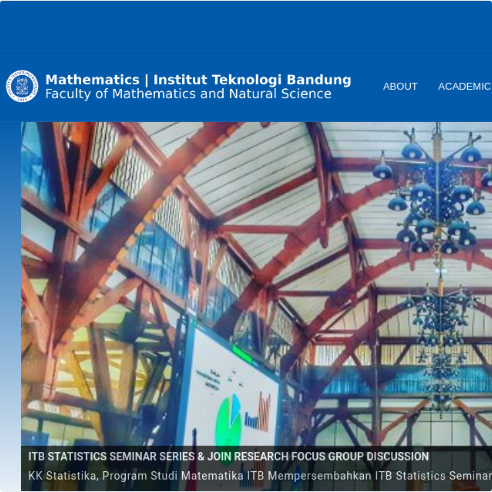 Mathematics | Institut Teknologi Bandung
Faculty of Mathematics and Natural Science
ABOUT
ACADEMIC
ITB STATISTICS SEMINAR SERIES & JOIN RESEARCH FOCUS GROUP DISCUSSION
KK Statistika, Program Studi Matematika ITB Mempersembahkan ITB Statistics Seminar